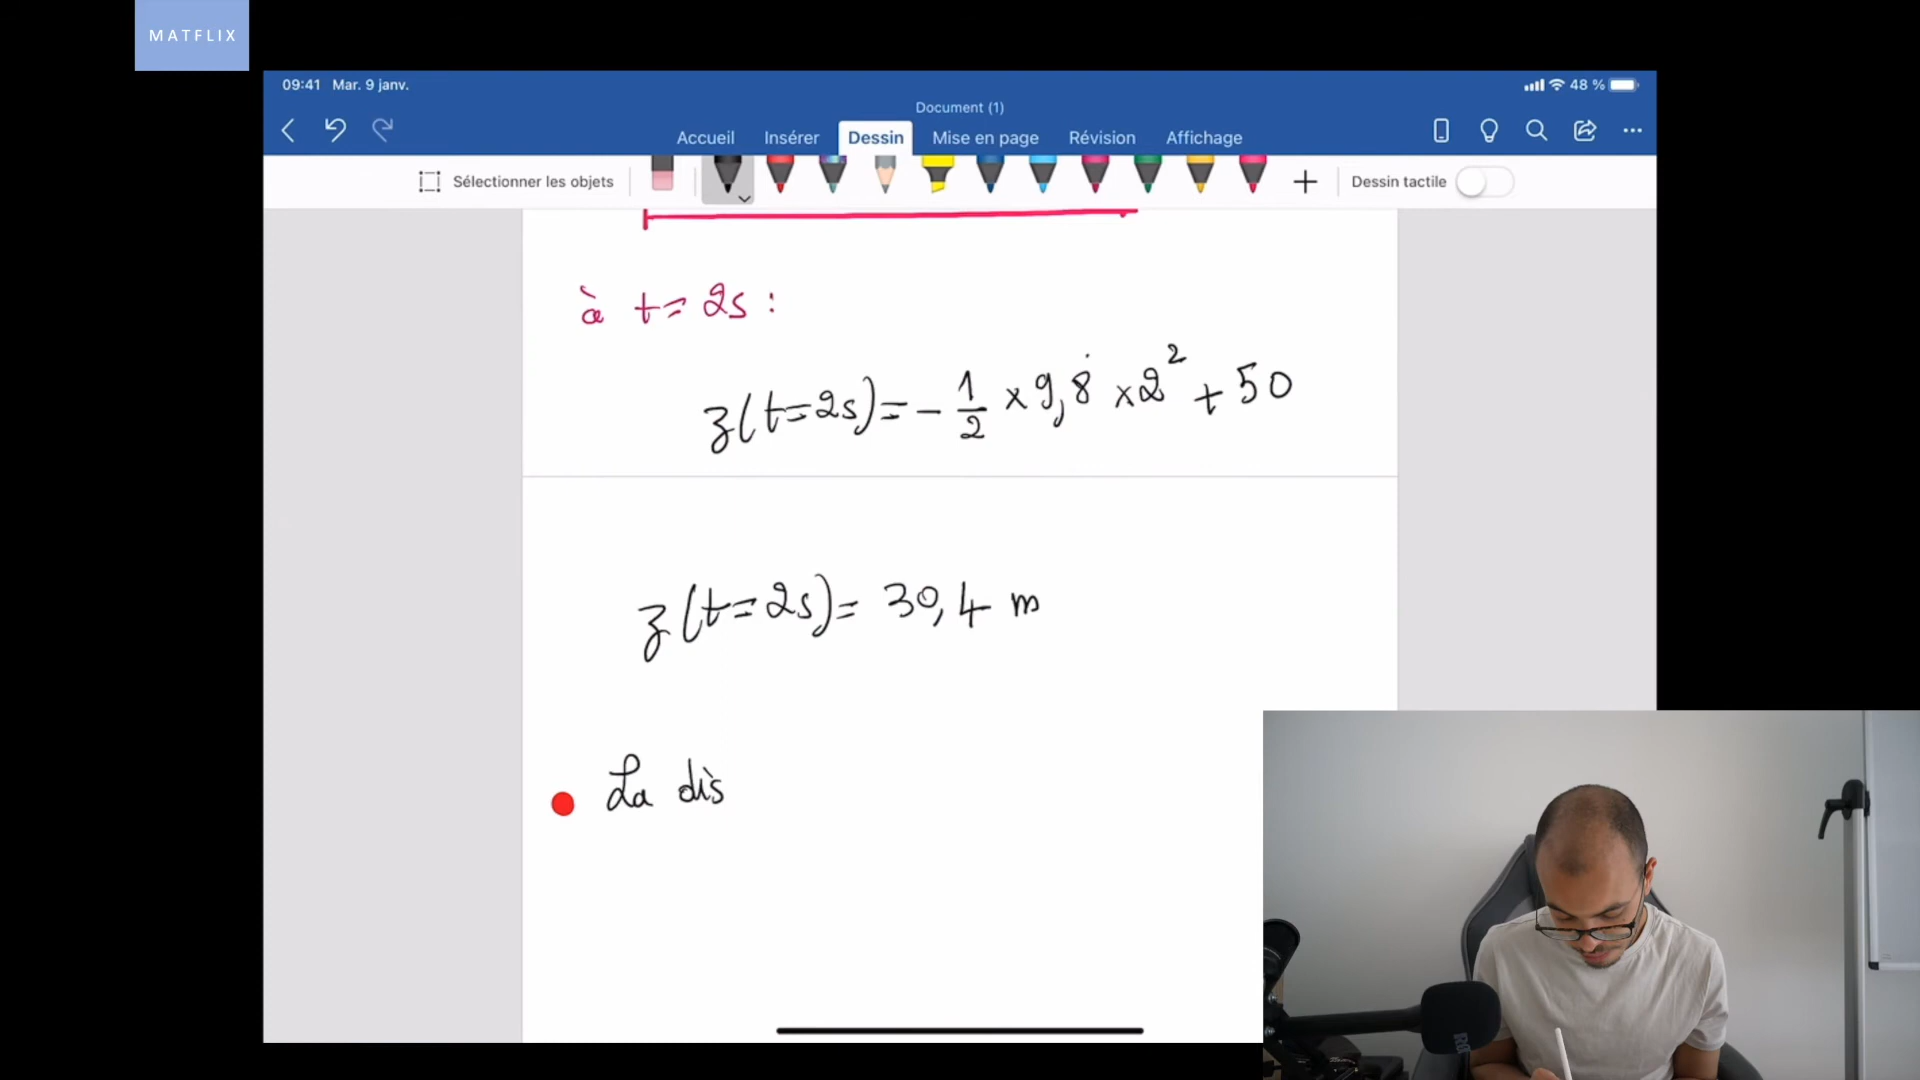 MATFLIX
09:41 Mar. 9 janv.
48 %
Document (1)
Accueil Insérer Dessin Mise en page Révision Affichage
Sélectionner les objets
Dessin tactile
à t = 2s :
z(t=2s) = - 1/2 × 9,8 × 2² + 50
z(t=2s) = 30,4 m
La dis